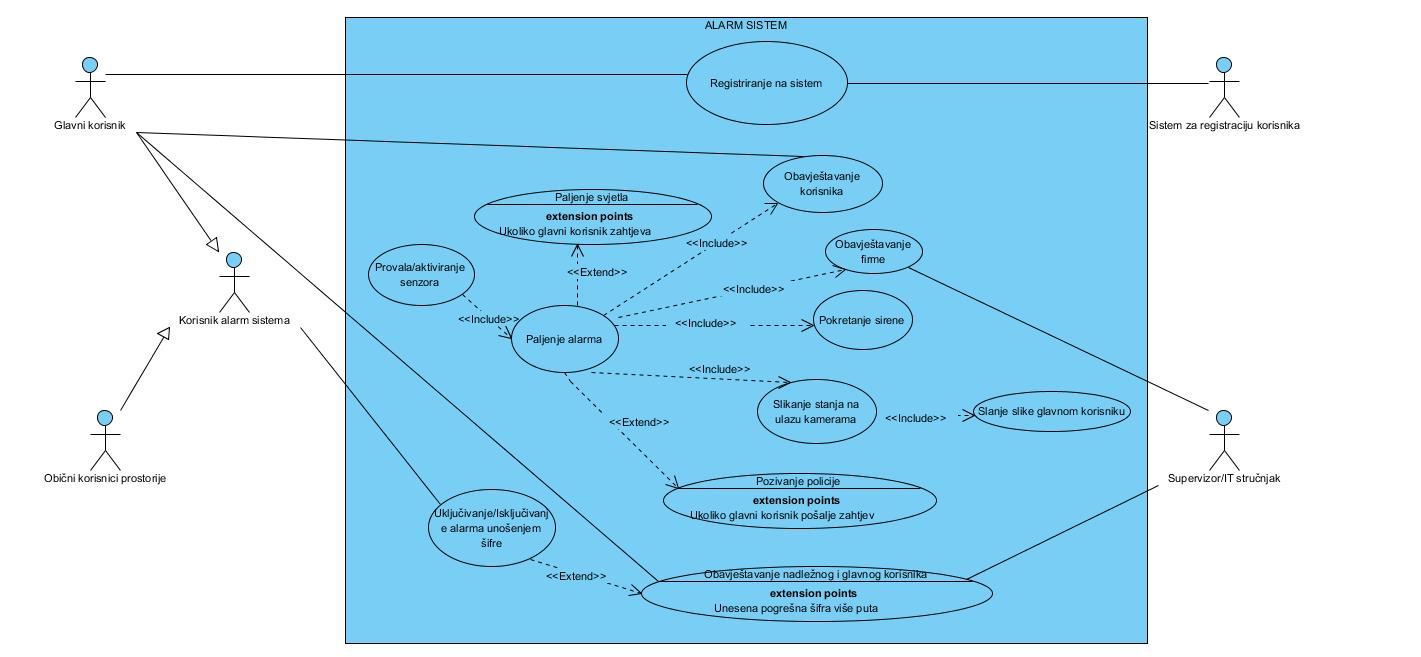 ALARM SISTEM
Registriranje na sistem
Glavni korisnik
Sistem za registraciju korisnika
Obavještavanje
korisnika
Paljenje svjetla
extension points
Ukoliko glavni korisnik zahtjeva
<<Include>>
Obavještavanje
firme
Provala/aktiviranje
senzora
<<Extend>>
<<Include>>
Korisnik alarm sistema
<<Include>>
<<Include>>
Pokretanje sirene
Paljenje alarma
<<Include>>
Slikanje stanja na
ulazu kamerama
<<Include>>
Slanje slike glavnom korisniku
<<Extend>>
Obični korisnici prostorije
Supervizor/IT stručnjak
Pozivanje policije
extension points
Ukoliko glavni korisnik pošalje zahtjev
Uključivanje/Isključivanj
e alarma unošenjem
šifre
<<Extend>>
Obavještavanje nadležnog i glavnog korisnika
extension points
Unesena pogrešna šifra više puta